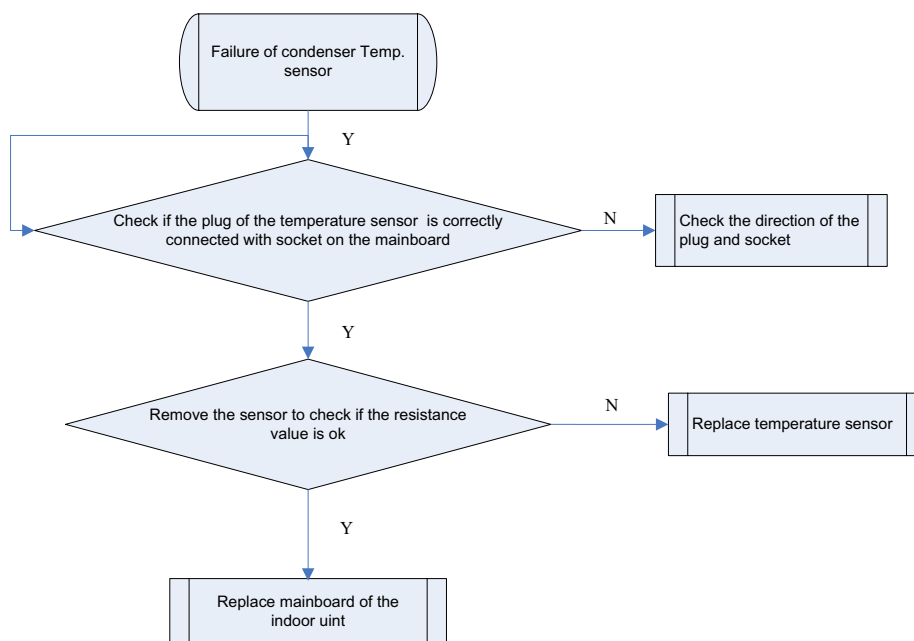 Failure of condenser Temp.
sensor
Y
Check if the plug of the temperature sensor is correctly
connected with socket on the mainboard
N
Check the direction of the
plug and socket
Y
Remove the sensor to check if the resistance
value is ok
N
Replace temperature sensor
Y
Replace mainboard of the
indoor uint